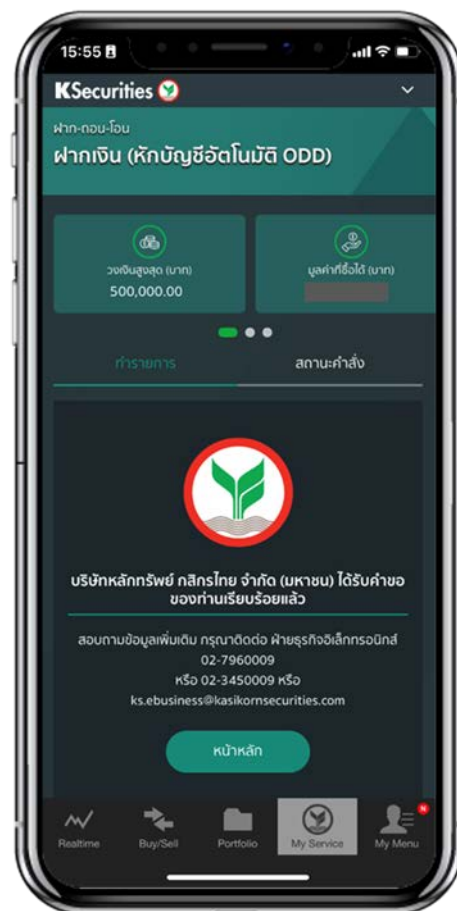 15:55
KSecurities
ฝาก-ถอน-โอน
ฝากเงิน (หักบัญชีอัตโนมัติ ODD)
วงเงินสูงสุด (บาท)
500,000.00
มูลค่าที่ซื้อได้ (บาท)
ทำรายการ
สถานะคำสั่ง
บริษัทหลักทรัพย์ กสิกรไทย จำกัด (มหาชน) ได้รับคำขอ
ของท่านเรียบร้อยแล้ว
สอบถามข้อมูลเพิ่มเติม กรุณาติดต่อ ฝ่ายธุรกิจอิเล็กทรอนิกส์
02-7960009
หรือ 02-3450009 หรือ
ks.ebusiness@kasikornsecurities.com
หน้าหลัก
Realtime
Buy/Sell
Portfolio
My Service
N
My Menu